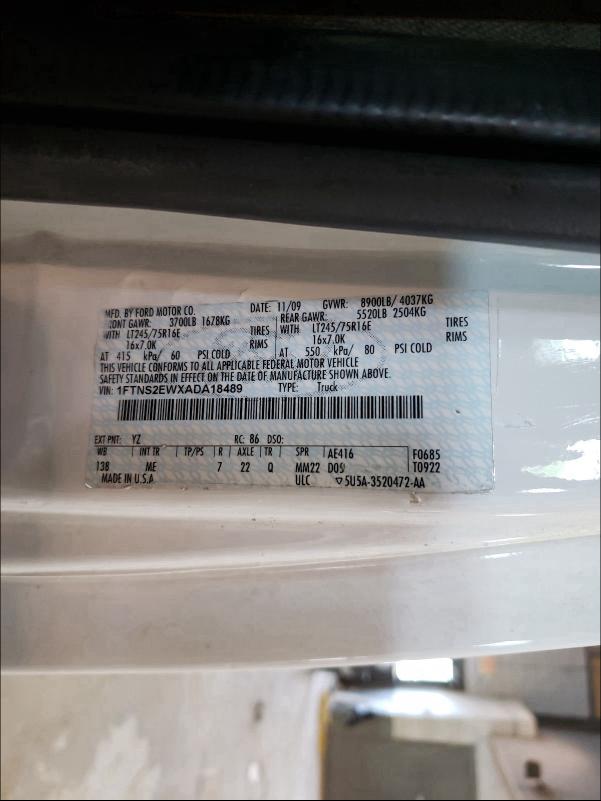 MFD. BY FORD MOTOR CO. DATE: 11/09 GVWR: 8900LB/ 4037KG
RONT GAWR: 3700LB 1678KG REAR GAWR: 5520LB 2504KG
WITH LT245/75R16E TIRES WITH LT245/75R16E TIRES
16x7.0K RIMS 16x7.0K RIMS
AT 415 kPa/ 60 PSI COLD AT 550 kPa/ 80 PSI COLD
THIS VEHICLE CONFORMS TO ALL APPLICABLE FEDERAL MOTOR VEHICLE
SAFETY STANDARDS IN EFFECT ON THE DATE OF MANUFACTURE SHOWN ABOVE.
VIN: 1FTNS2EWXADA18489 TYPE: Truck
EXT PNT: YZ RC: 86 DSO:
WB INT TR TP/PS R AXLE TR SPR AE416 F0685
138 ME 7 22 Q MM22 D05 T0922
MADE IN U.S.A ULC ▽5U5A-3520472-AA